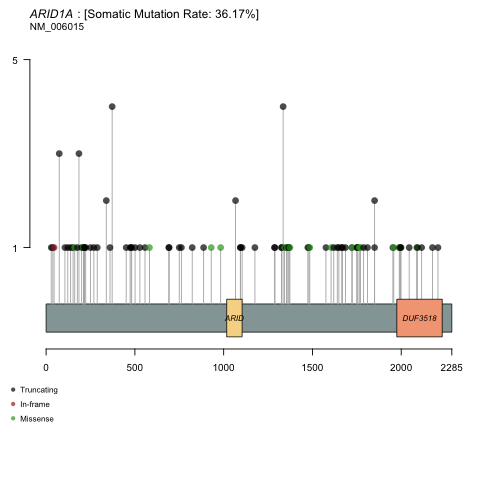 ARID1A : [Somatic Mutation Rate: 36.17%]
NM_006015
5
1
ARID
DUF3518
0 500 1000 1500 2000 2285
Truncating
In-frame
Missense